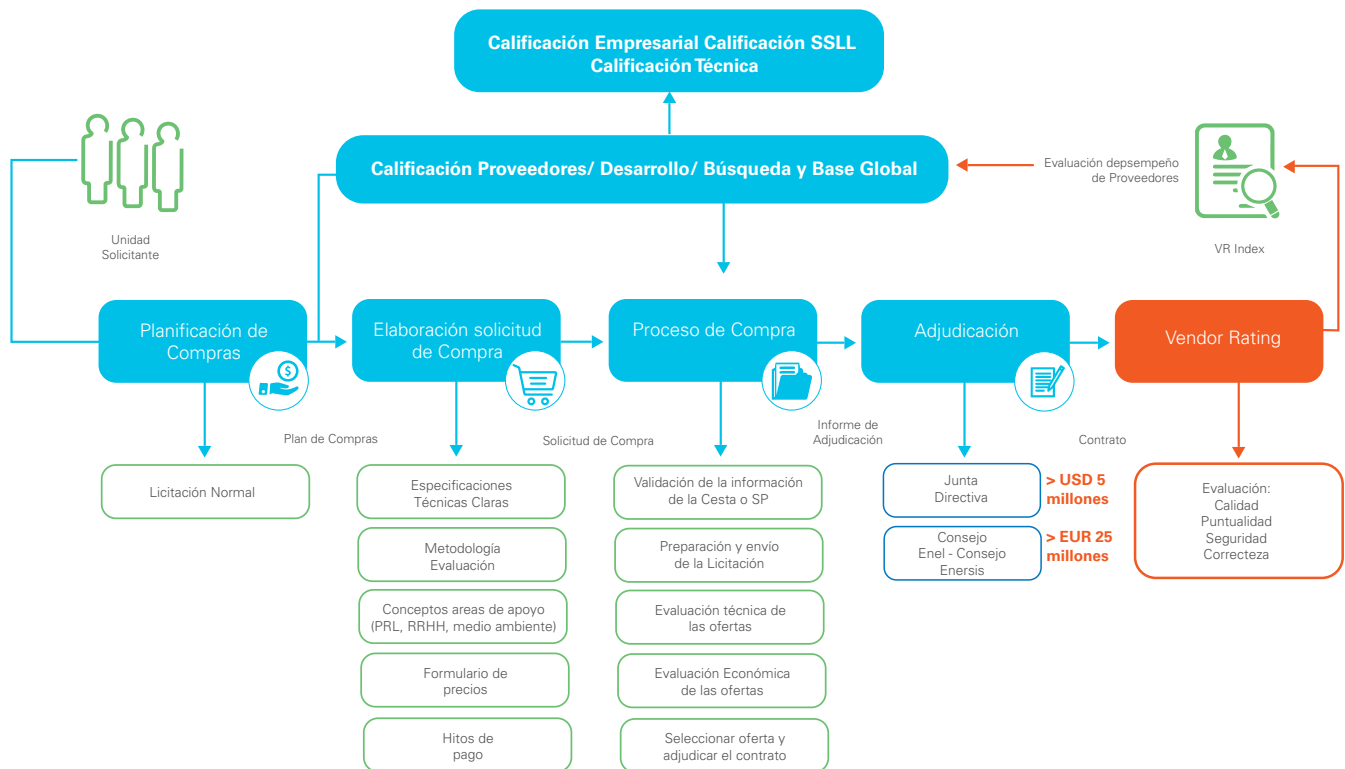 Calificación Empresarial Calificación SSLL
Calificación Técnica
Calificación Proveedores/ Desarrollo/ Búsqueda y Base Global
Evaluación depsempeño
de Proveedores
Unidad
Solicitante
VR Index
Planificación de
Compras
Elaboración solicitud
de Compra
Proceso de Compra
Adjudicación
Vendor Rating
$
Plan de Compras
Solicitud de Compra
Informe de
Adjudicación
Contrato
Licitación Normal
Especificaciones
Técnicas Claras
Metodología
Evaluación
Conceptos areas de apoyo
(PRL, RRHH, medio ambiente)
Formulario de
precios
Hitos de
pago
Validación de la información
de la Cesta o SP
Preparación y envío
de la Licitación
Evaluación técnica de
las ofertas
Evaluación Económica
de las ofertas
Seleccionar oferta y
adjudicar el contrato
Junta
Directiva
> USD 5
millones
Consejo
Enel - Consejo
Enersis
> EUR 25
millones
Evaluación:
Calidad
Puntualidad
Seguridad
Correcteza